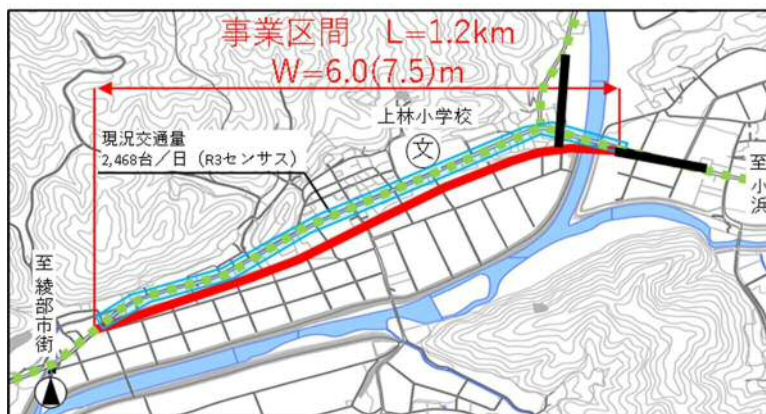 事業区間 L=1.2km
W=6.0(7.5)m
上林小学校
文
現況交通量
2,468台／日（R3センサス）
至小浜
至綾部市街